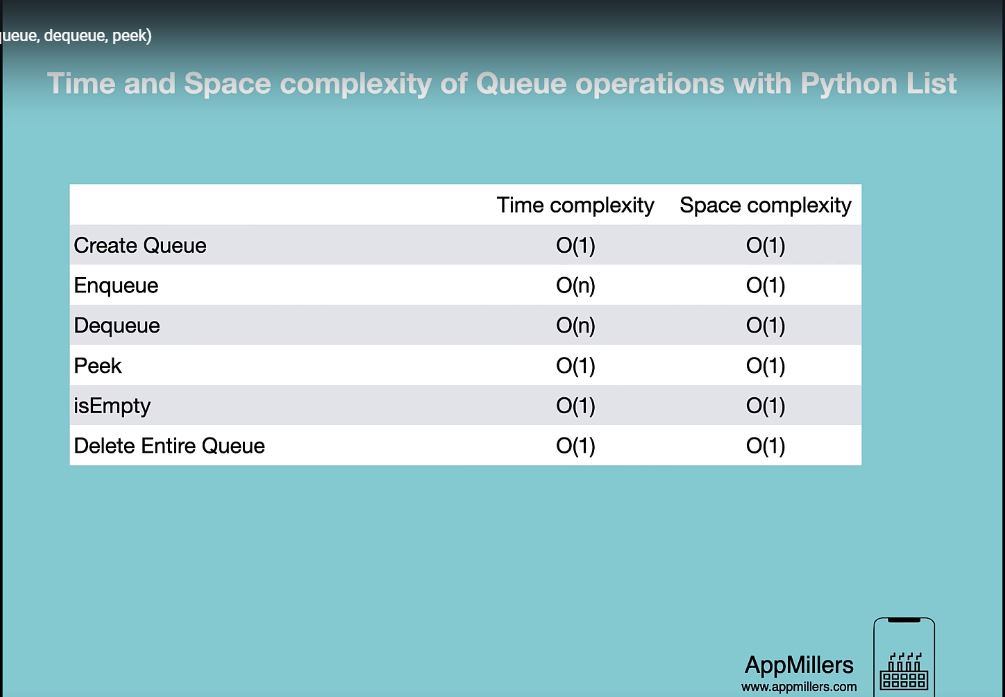 ueue, dequeue, peek)
Time and Space complexity of Queue operations with Python List
Time complexity Space complexity
Create Queue O(1) O(1)
Enqueue O(n) O(1)
Dequeue O(n) O(1)
Peek O(1) O(1)
isEmpty O(1) O(1)
Delete Entire Queue O(1) O(1)
AppMillers
www.appmillers.com